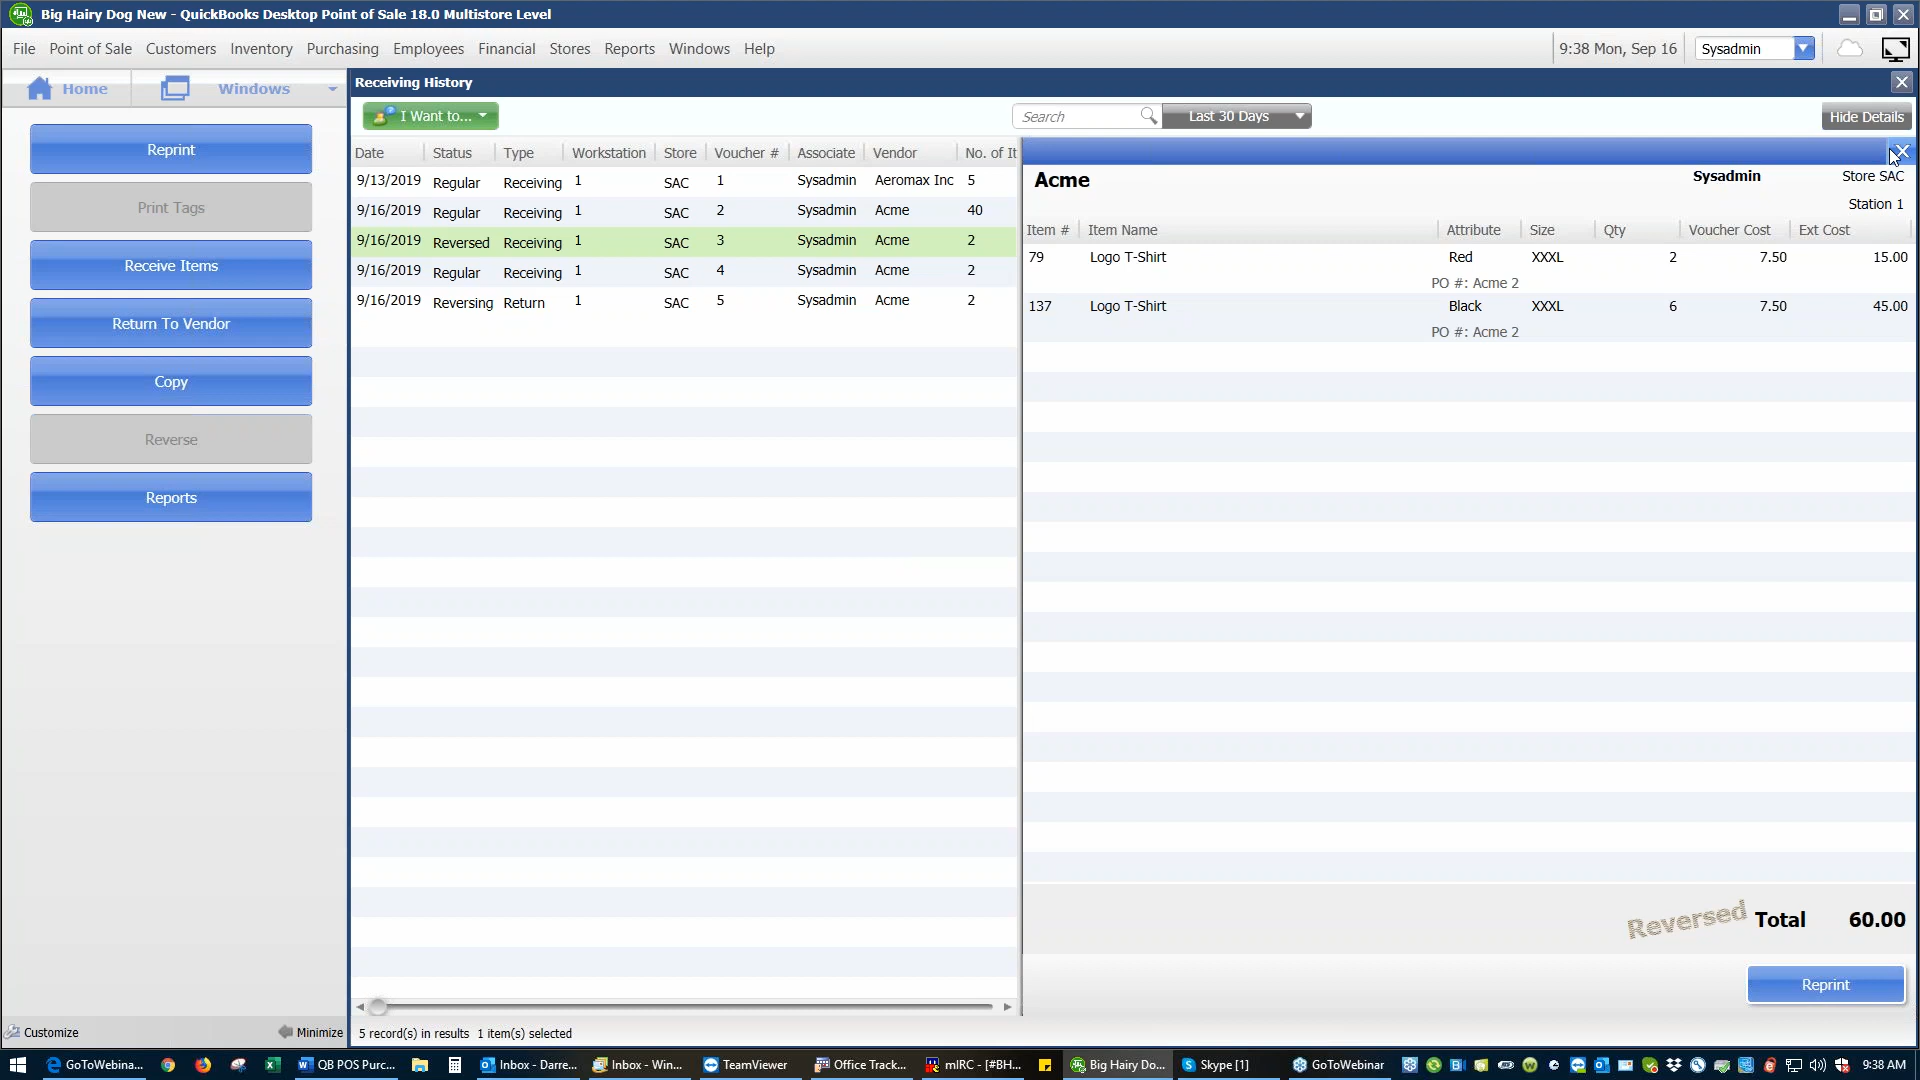 Big Hairy Dog New - QuickBooks Desktop Point of Sale 18.0 Multistore Level
File Point of Sale Customers Inventory Purchasing Employees Financial Stores Reports Windows Help
9:38 Mon, Sep 16 Sysadmin
Home Windows
Receiving History
I Want to... Search Last 30 Days Hide Details
Reprint
Print Tags
Receive Items
Return To Vendor
Copy
Reverse
Reports
Date Status Type Workstation Store Voucher # Associate Vendor No. of It
9/13/2019 Regular Receiving 1 SAC 1 Sysadmin Aeromax Inc 5
9/16/2019 Regular Receiving 1 SAC 2 Sysadmin Acme 40
9/16/2019 Reversed Receiving 1 SAC 3 Sysadmin Acme 2
9/16/2019 Regular Receiving 1 SAC 4 Sysadmin Acme 2
9/16/2019 Reversing Return 1 SAC 5 Sysadmin Acme 2
Acme Sysadmin Store SAC
Station 1
Item # Item Name Attribute Size Qty Voucher Cost Ext Cost
79 Logo T-Shirt Red XXXL 2 7.50 15.00
PO #: Acme 2
137 Logo T-Shirt Black XXXL 6 7.50 45.00
PO #: Acme 2
Reversed Total 60.00
Reprint
Customize Minimize
5 record(s) in results 1 item(s) selected
GoToWebina... QB POS Purc... Inbox - Darre... Inbox - Win... TeamViewer Office Track... mIRC - [#BH... Big Hairy Do... Skype [1] GoToWebinar 9:38 AM